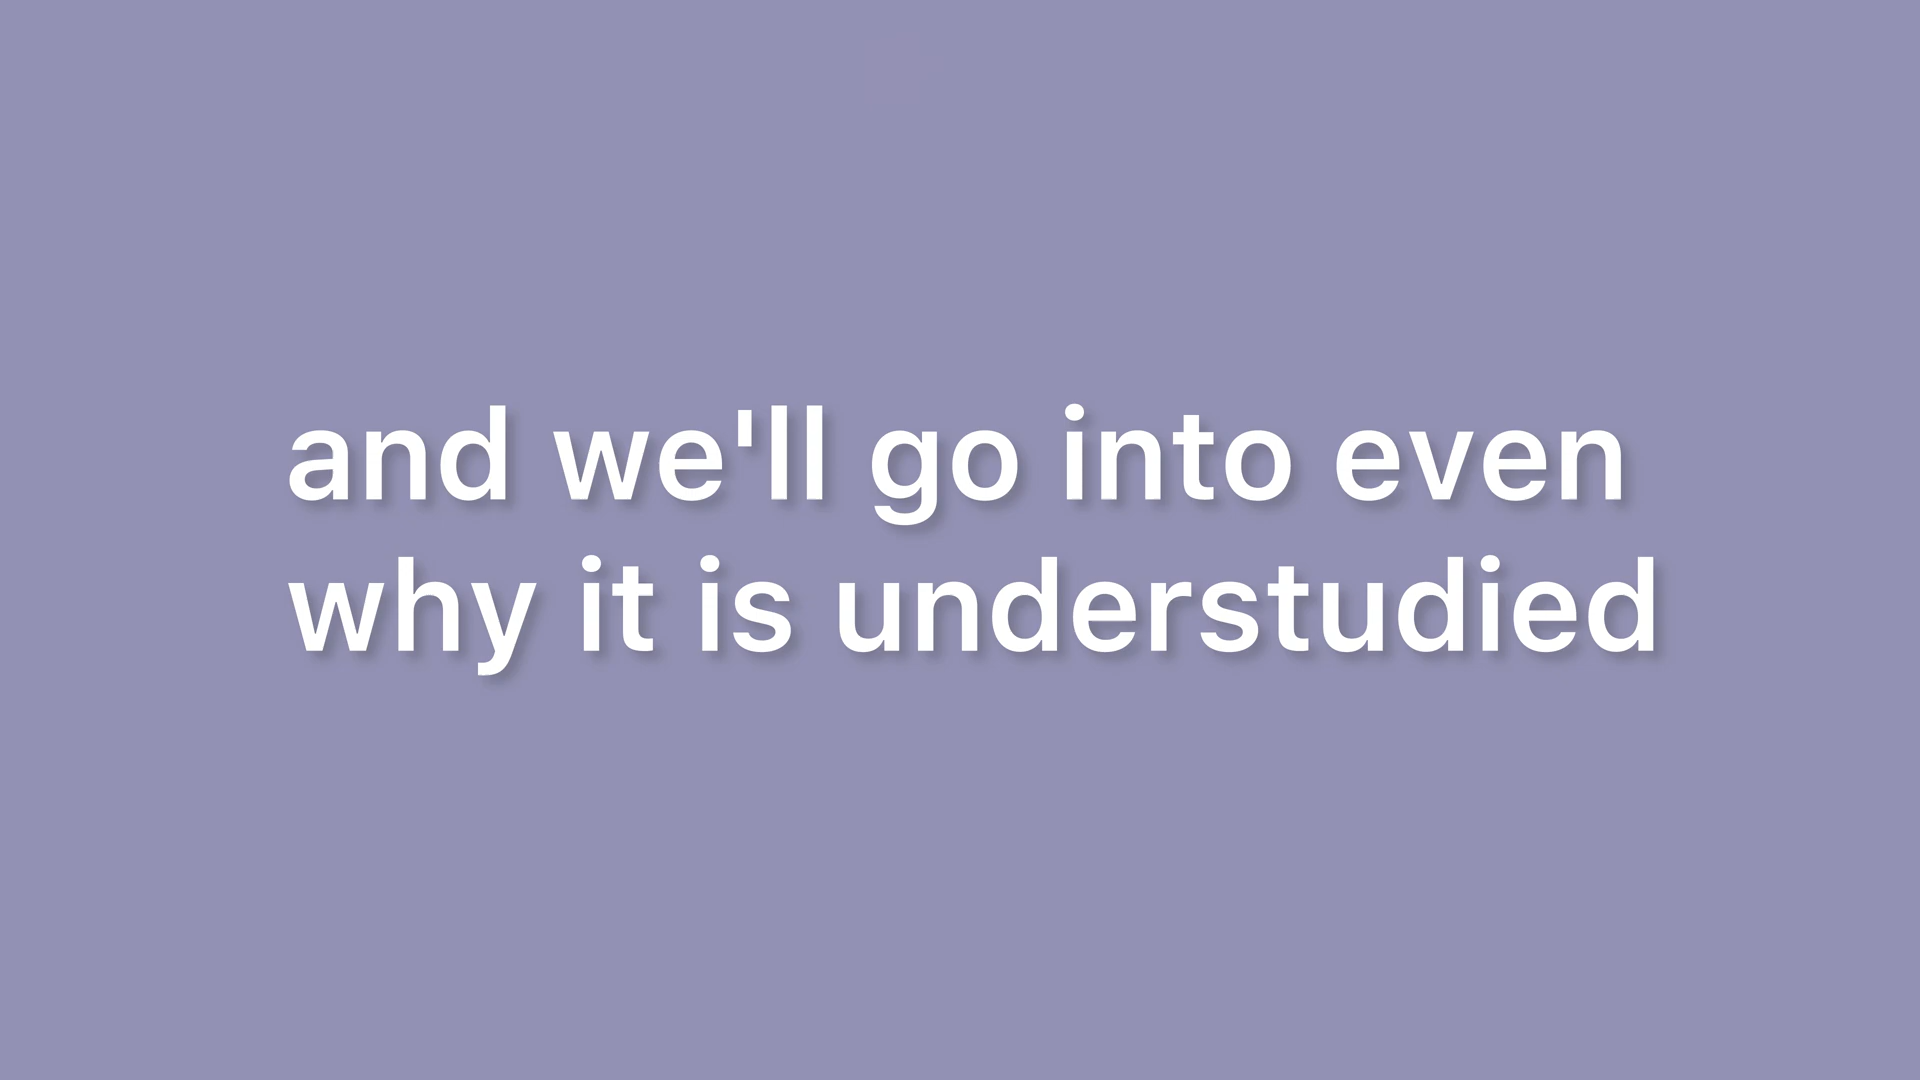 and we'll go into even
why it is understudied